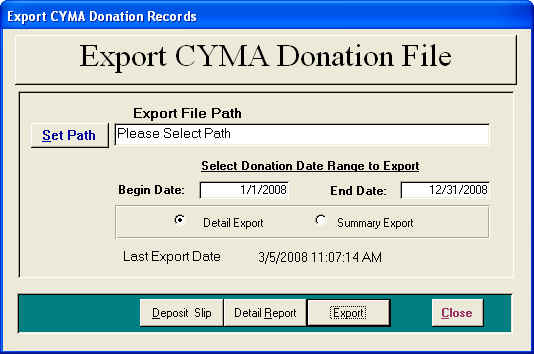 Export CYMA Donation Records
Export CYMA Donation File
Export File Path
Set Path Please Select Path
Select Donation Date Range to Export
Begin Date: 1/1/2008 End Date: 12/31/2008
Detail Export Summary Export
Last Export Date 3/5/2008 11:07:14 AM
Deposit Slip Detail Report Export Close